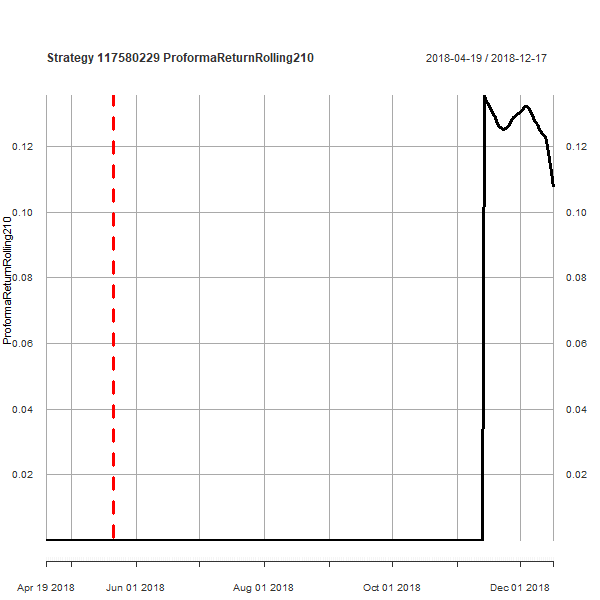 Strategy 117580229 ProformaReturnRolling210
2018-04-19 / 2018-12-17
ProformaReturnRolling210
0.12
0.10
0.08
0.06
0.04
0.02
0.12
0.10
0.08
0.06
0.04
0.02
Apr 19 2018
Jun 01 2018
Aug 01 2018
Oct 01 2018
Dec 01 2018